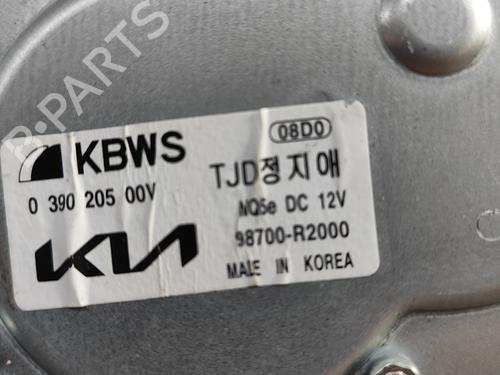 B-PARTS
KBWS
08D0
0 390 205 00V
TJD정지애
MQ5e DC 12V
KIA
98700-R2000
MADE IN KOREA